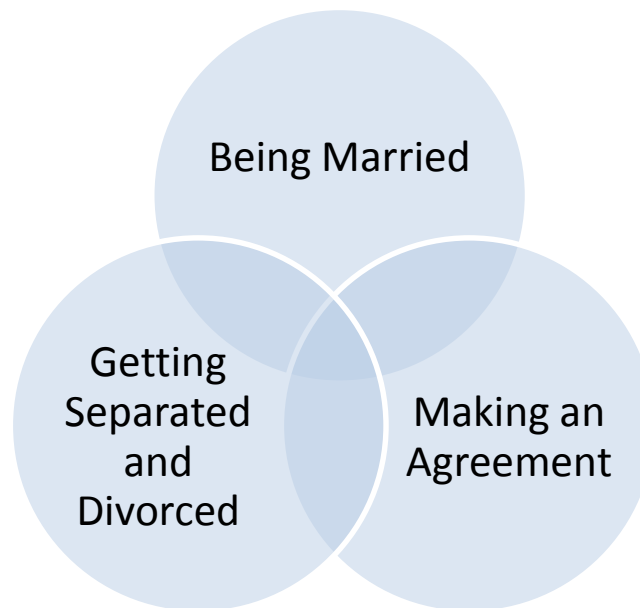 Being Married
Getting
Separated
and
Divorced
Making an
Agreement